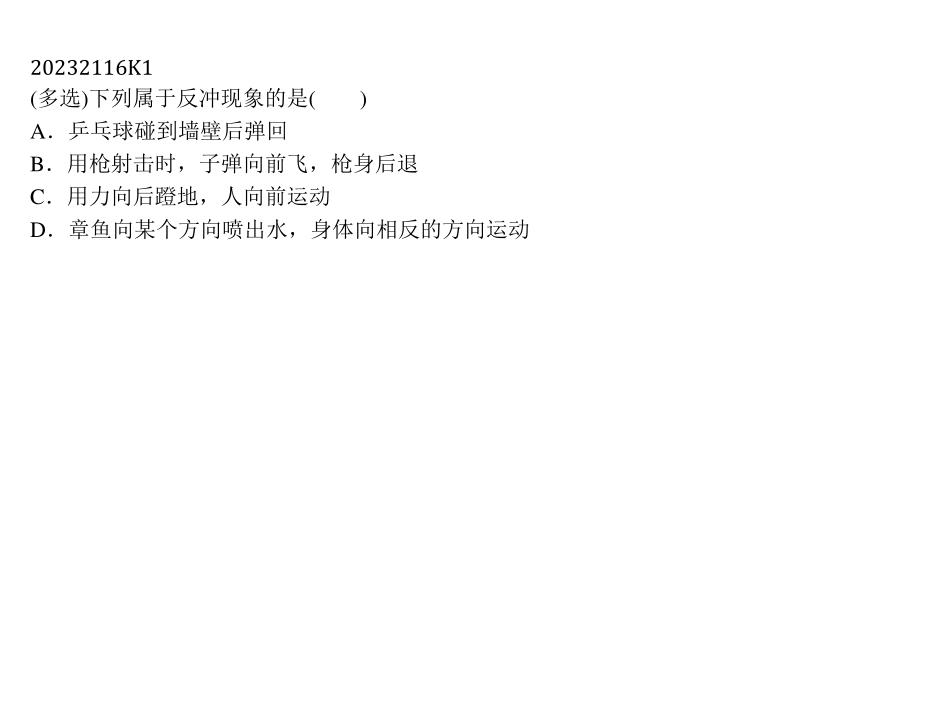 20232116K1
(多选)下列属于反冲现象的是(　　)
A．乒乓球碰到墙壁后弹回
B．用枪射击时，子弹向前飞，枪身后退
C．用力向后蹬地，人向前运动
D．章鱼向某个方向喷出水，身体向相反的方向运动